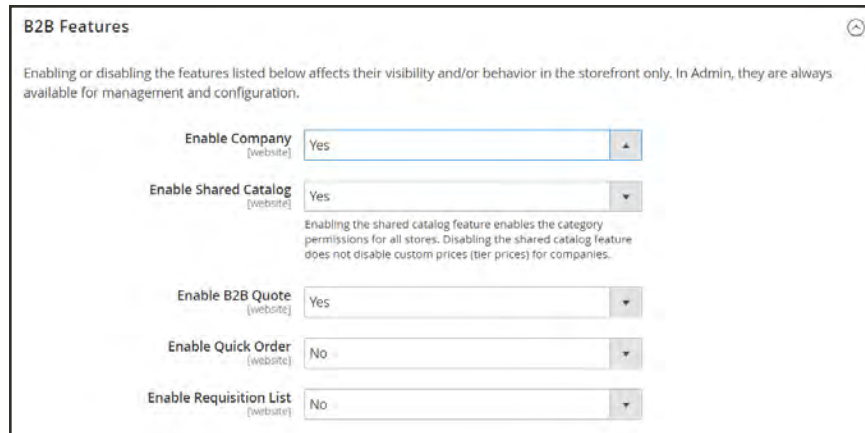 B2B Features
Enabling or disabling the features listed below affects their visibility and/or behavior in the storefront only. In Admin, they are always
available for management and configuration.
Enable Company
[website]
Yes
Enable Shared Catalog
[website]
Yes
Enabling the shared catalog feature enables the category
permissions for all stores. Disabling the shared catalog feature
does not disable custom prices (tier prices) for companies.
Enable B2B Quote
[website]
Yes
Enable Quick Order
[website]
No
Enable Requisition List
[website]
No